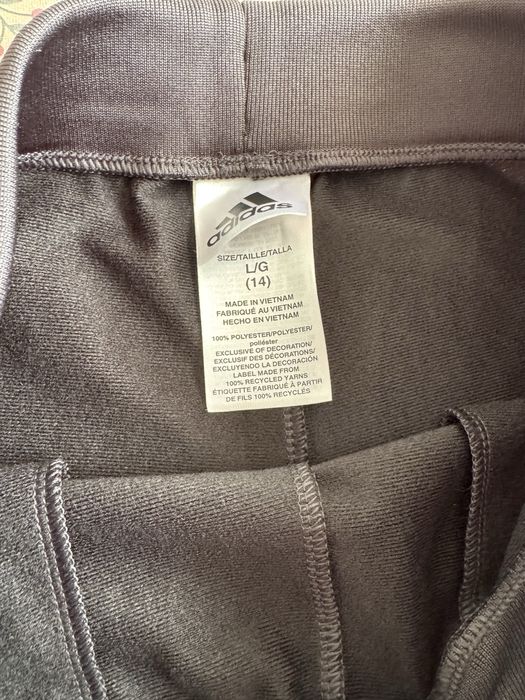 adidas
SIZE/TAILLE/TALLA
L/G
(14)
MADE IN VIETNAM
FABRIQUÉ AU VIETNAM
HECHO EN VIETNAM
100% POLYESTER/POLYESTER/
poliéster
EXCLUSIVE OF DECORATION/
EXCLUSIF DES DÉCORATIONS/
EXCLUYENDO LA DECORACIÓN
LABEL MADE FROM
100% RECYCLED YARNS
ÉTIQUETTE FABRIQUÉ À PARTIR
DE FILS 100% RECYCLÉS